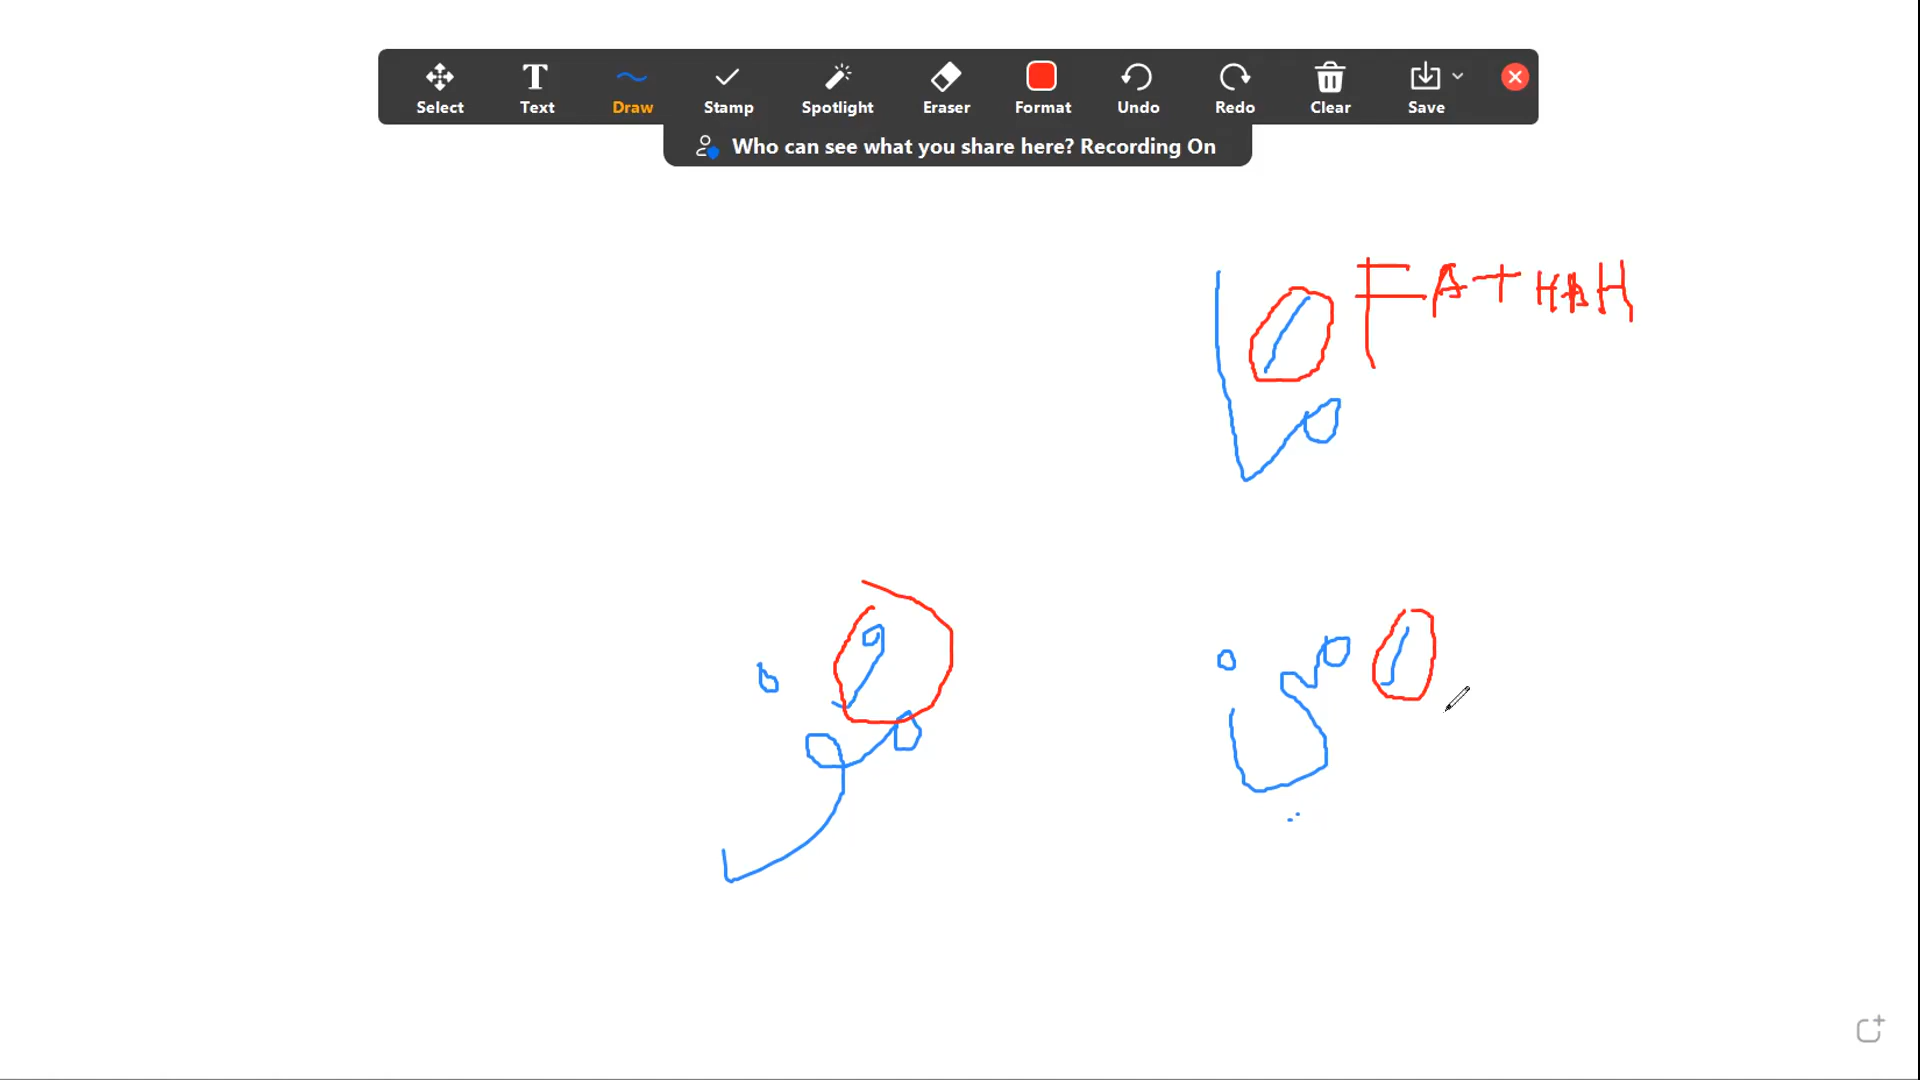 Select Text Draw Stamp Spotlight Eraser Format Undo Redo Clear Save
Who can see what you share here? Recording On
FATHAH